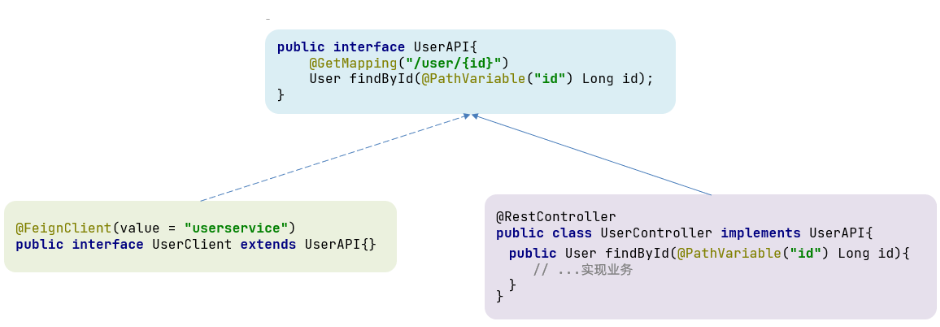 public interface UserAPI{
    @GetMapping("/user/{id}")
    User findById(@PathVariable("id") Long id);
}
@FeignClient(value = "userservice")
public interface UserClient extends UserAPI{}
@RestController
public class UserController implements UserAPI{
  public User findById(@PathVariable("id") Long id){
     // ...实现业务
  }
}